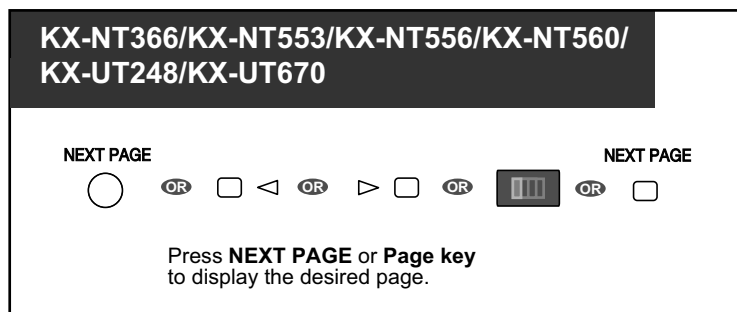 KX-NT366/KX-NT553/KX-NT556/KX-NT560/
KX-UT248/KX-UT670
NEXT PAGE NEXT PAGE
OR OR OR OR
Press NEXT PAGE or Page key
to display the desired page.